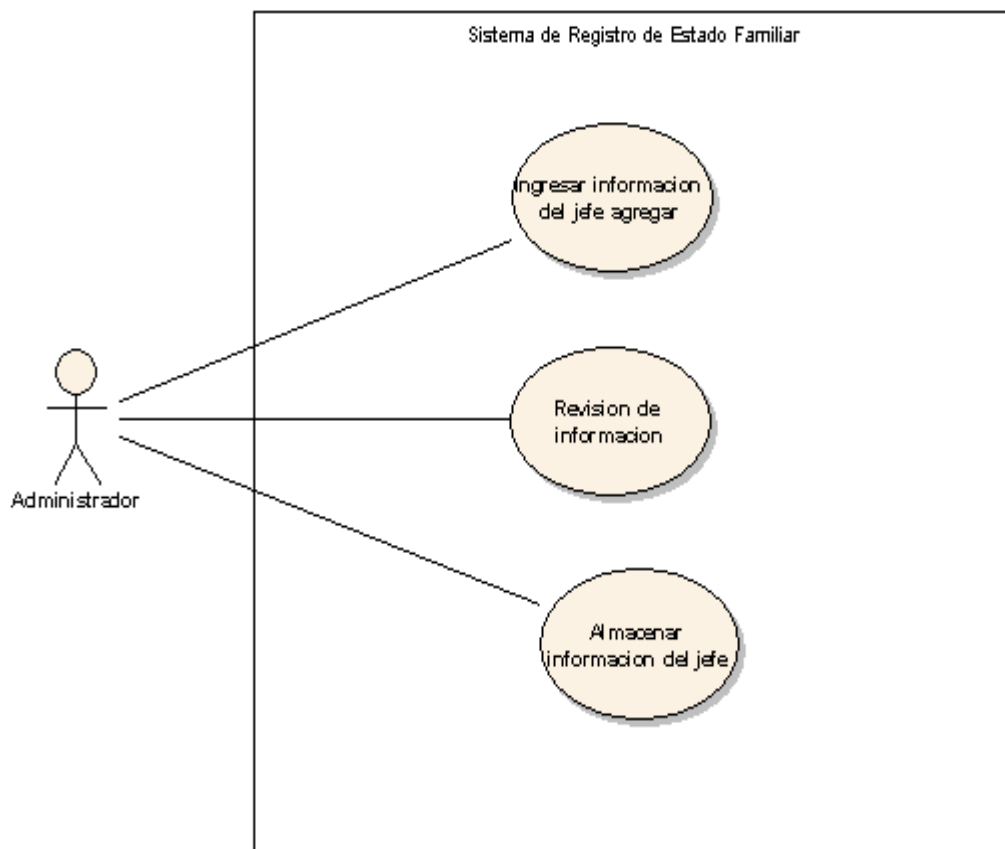 Sistema de Registro de Estado Familiar
Ingresar informacion
del jefe agregar
Revision de
informacion
Administrador
Almacenar
informacion del jefe